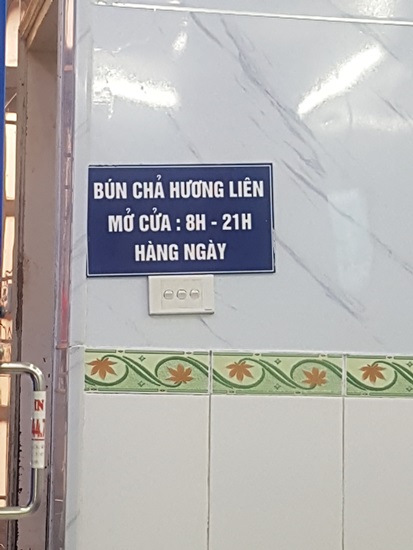 BÚN CHẢ HƯƠNG LIÊN
MỞ CỬA : 8H - 21H
HÀNG NGÀY